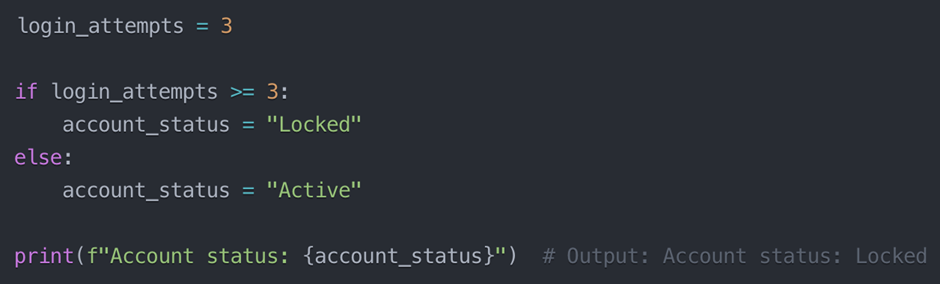 login_attempts = 3
if login_attempts >= 3:
    account_status = "Locked"
else:
    account_status = "Active"
print(f"Account status: {account_status}")  # Output: Account status: Locked